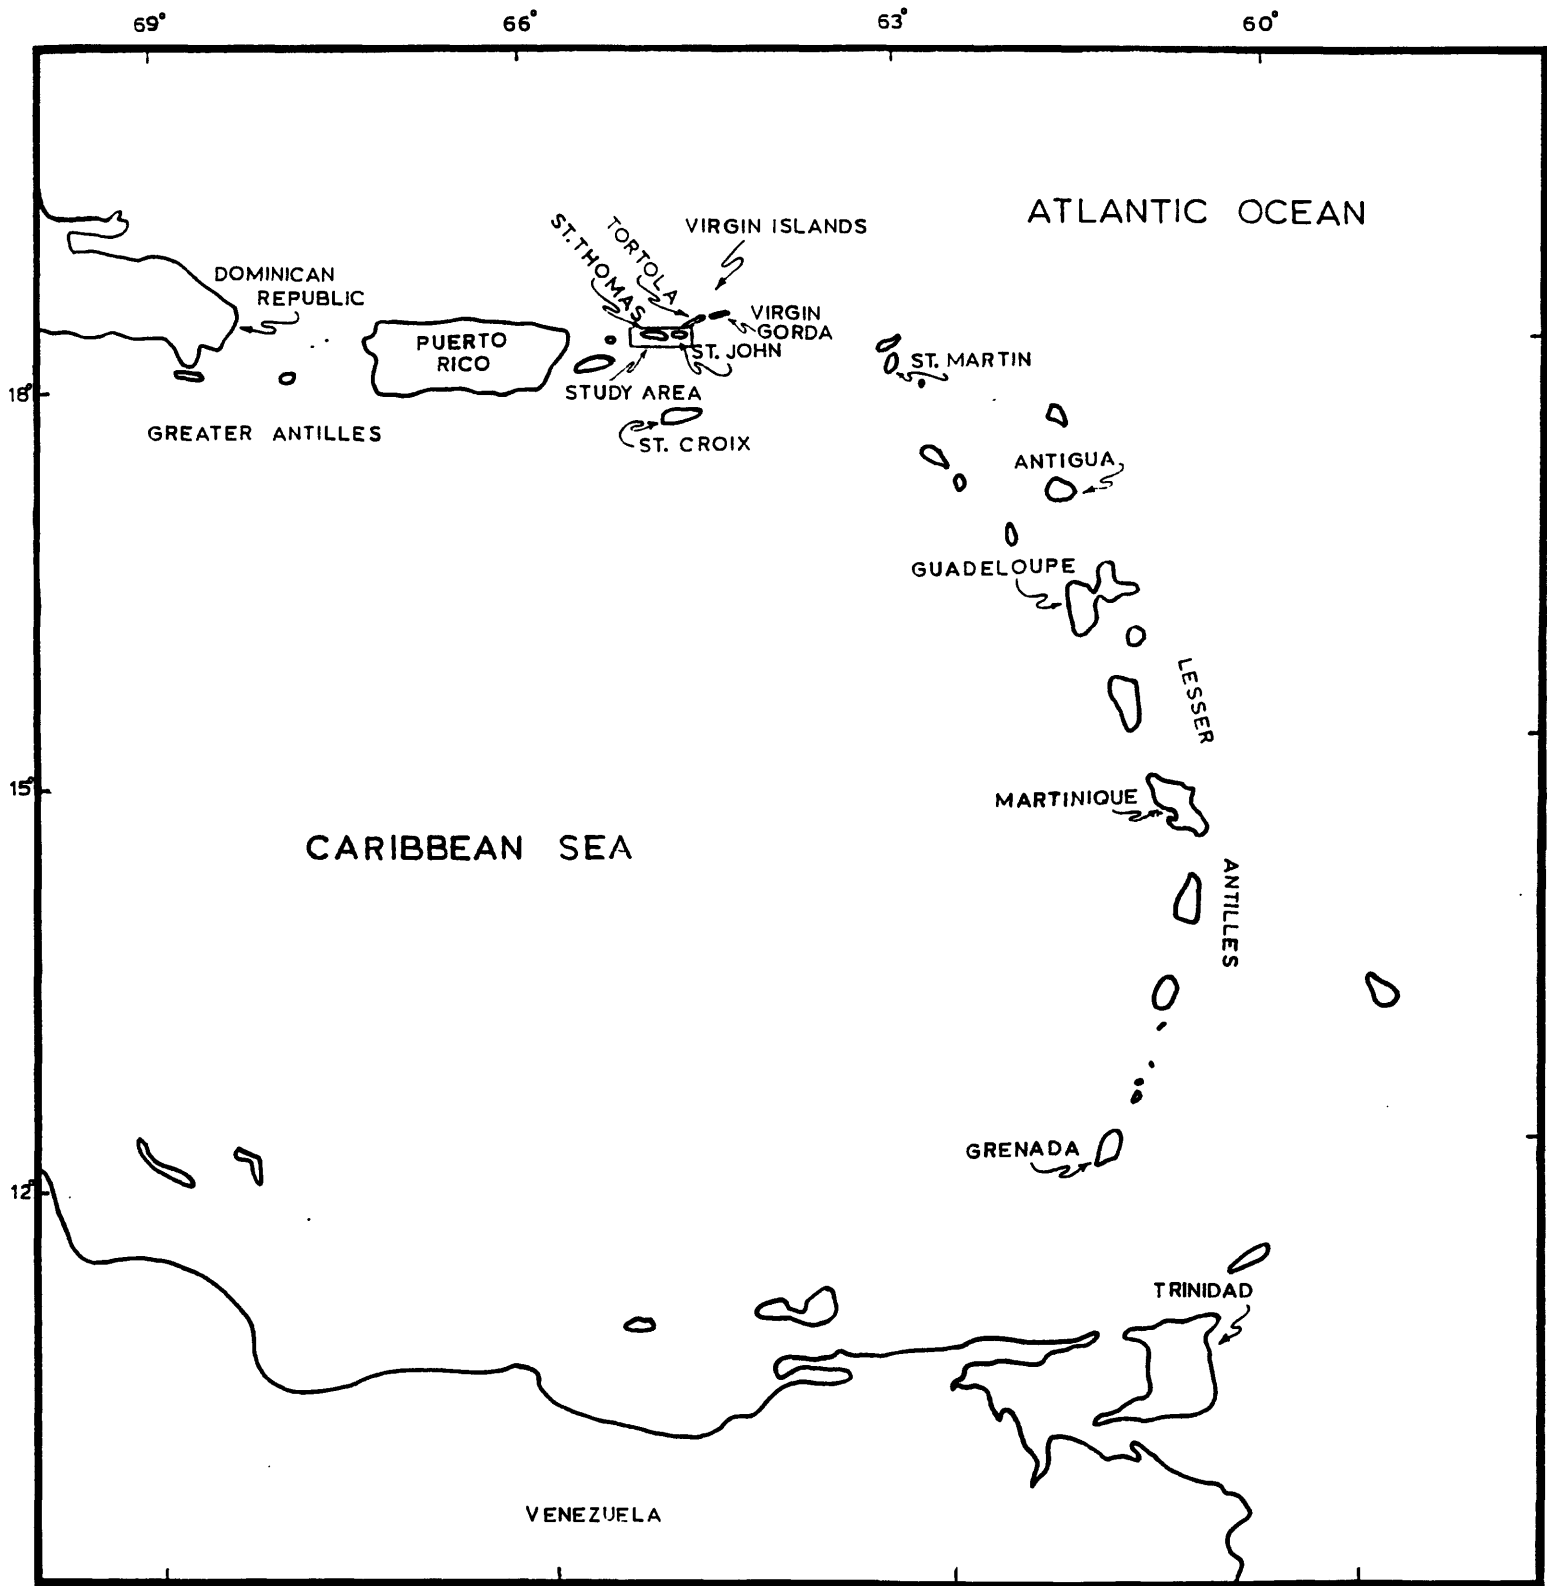 69° 66° 63° 60°
ATLANTIC OCEAN
VIRGIN ISLANDS
TORTOLA
ST. THOMAS
DOMINICAN
REPUBLIC
VIRGIN
GORDA
PUERTO
RICO
ST. JOHN
ST. MARTIN
STUDY AREA
18°
GREATER ANTILLES
ST. CROIX
ANTIGUA
GUADELOUPE
LESSER
15°
MARTINIQUE
CARIBBEAN SEA
ANTILLES
GRENADA
12°
TRINIDAD
VENEZUELA